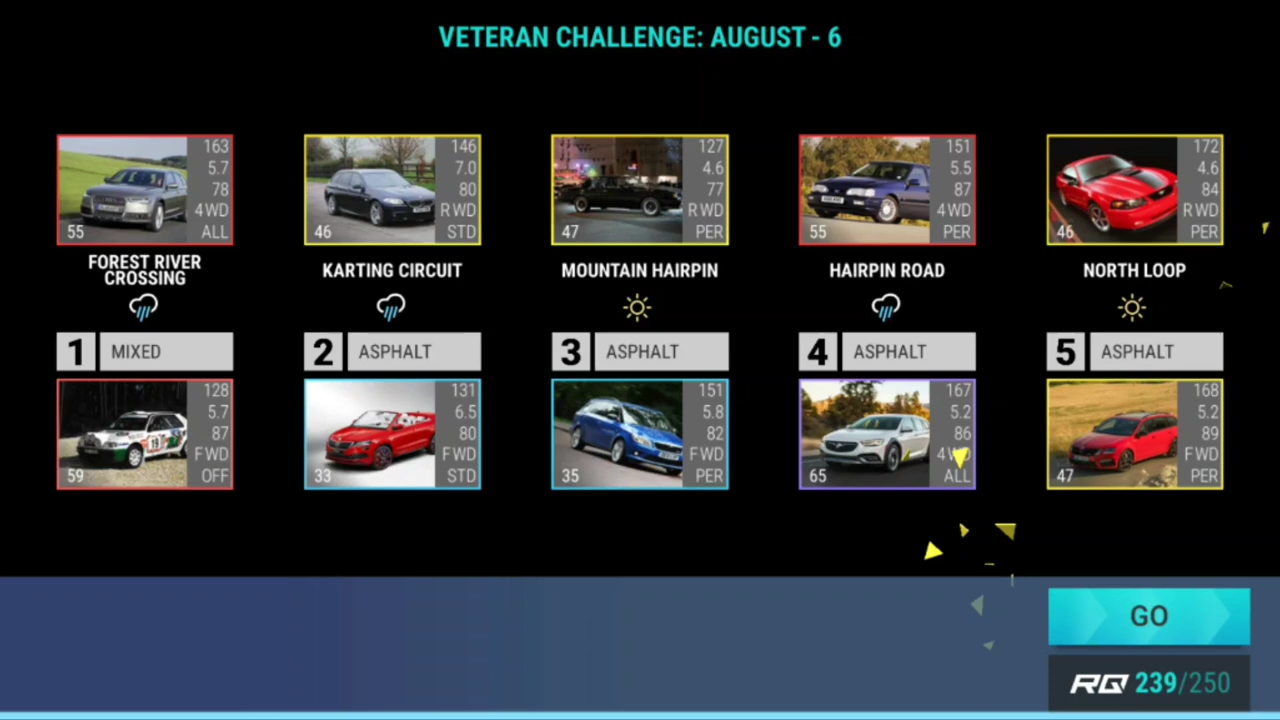 VETERAN CHALLENGE: AUGUST - 6
163
5.7
78
4WD
ALL
55
146
7.0
80
RWD
STD
46
127
4.6
77
RWD
PER
47
151
5.5
87
4WD
PER
55
172
4.6
84
RWD
PER
46
FOREST RIVER
CROSSING
KARTING CIRCUIT
MOUNTAIN HAIRPIN
HAIRPIN ROAD
NORTH LOOP
1 MIXED
2 ASPHALT
3 ASPHALT
4 ASPHALT
5 ASPHALT
128
5.7
87
FWD
OFF
59
131
6.5
80
FWD
STD
33
151
5.8
82
FWD
PER
35
167
5.2
86
4WD
ALL
65
168
5.2
89
FWD
PER
47
GO
RQ 239/250